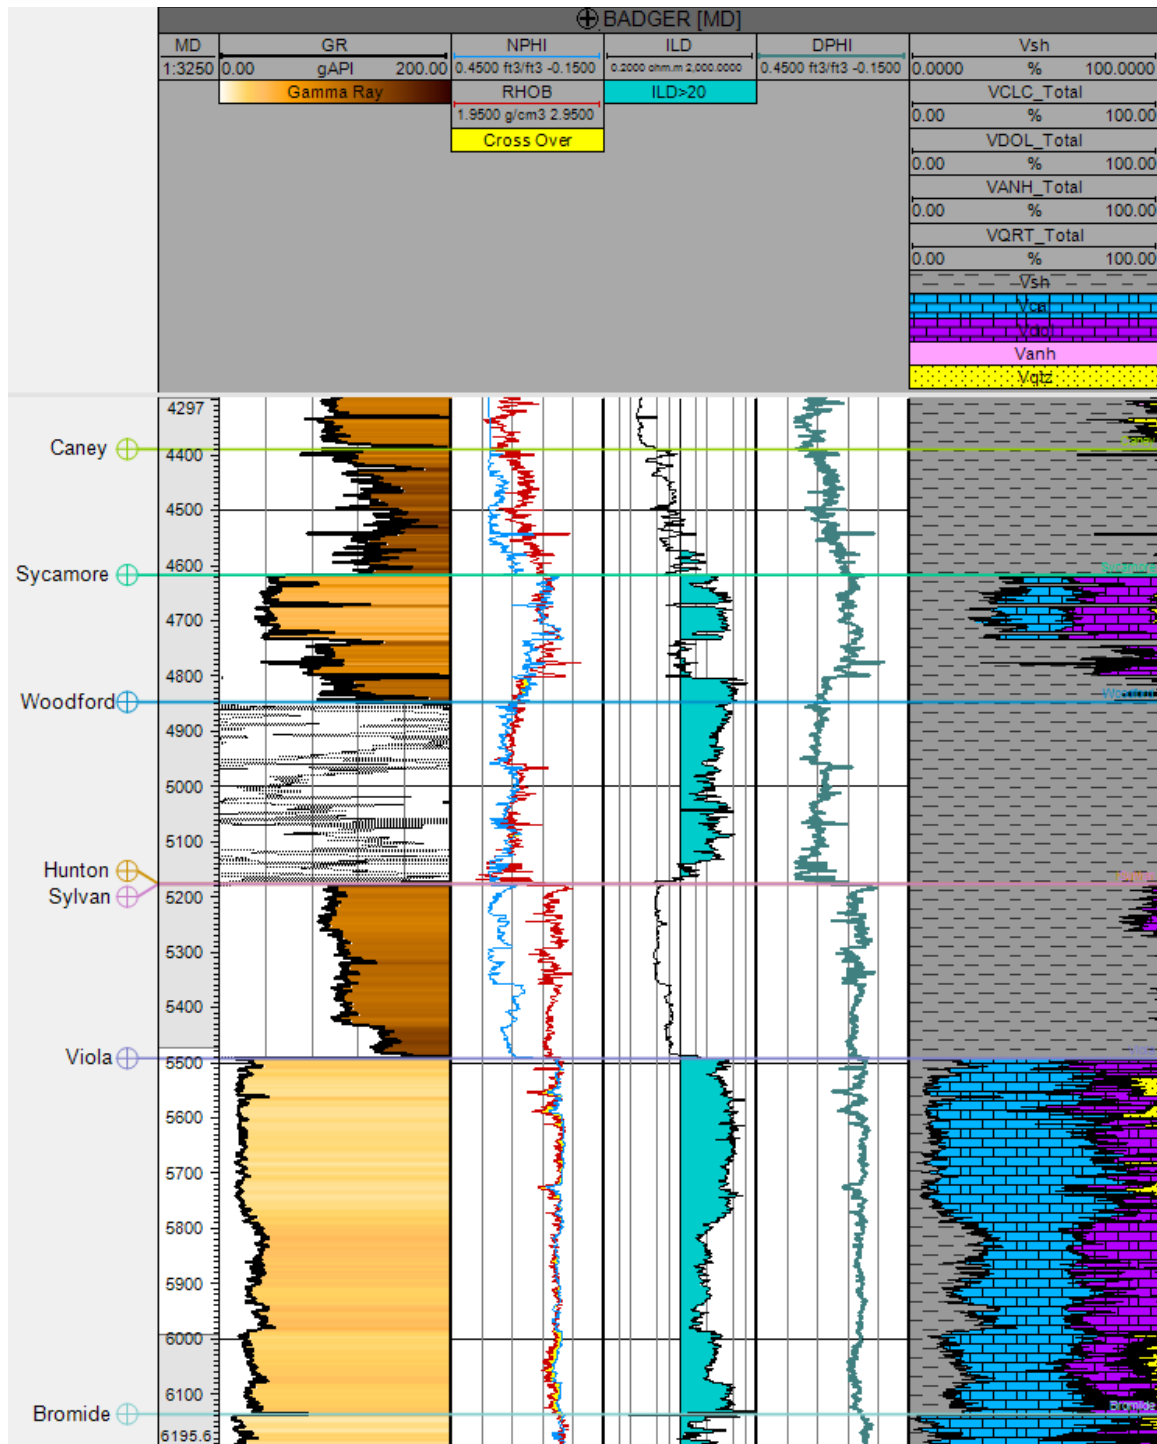 BADGER [MD]
MD GR NPHI ILD DPHI Vsh
1:3250 0.00 gAPI 200.00 0.4500 ft3/ft3 -0.1500 0.2000 ohm.m 2,000.0000 0.4500 ft3/ft3 -0.1500 0.0000 % 100.0000
Gamma Ray RHOB ILD>20 VCLC_Total
1.9500 g/cm3 2.9500 0.00 % 100.00
Cross Over VDOL_Total
0.00 % 100.00
VANH_Total
0.00 % 100.00
VQRT_Total
0.00 % 100.00
Vsh
Vcal
Vdol
Vanh
Vqtz
4297
Caney Caney
4400
4500
4600
Sycamore Sycamore
4700
4800
Woodford Woodford
4900
5000
5100
Hunton
Sylvan
5200
5300
5400
Viola Viola
5500
5600
5700
5800
5900
6000
6100
Bromide Bromide
6195.6